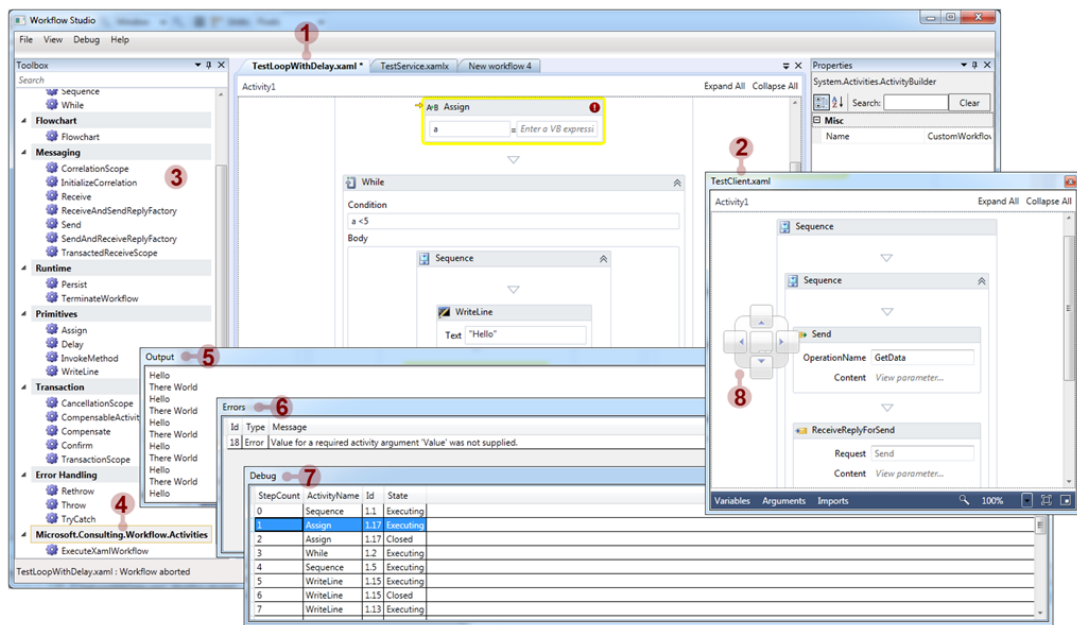 Workflow Studio
File View Debug Help
1
Toolbox
Search
Sequence
While
Flowchart
Flowchart
Messaging
CorrelationScope
InitializeCorrelation
3
Receive
ReceiveAndSendReplyFactory
Send
SendAndReceiveReplyFactory
TransactedReceiveScope
Runtime
Persist
TerminateWorkflow
Primitives
Assign
Delay
InvokeMethod
WriteLine
Transaction
CancellationScope
CompensableActivit
Compensate
Confirm
TransactionScope
Error Handling
Rethrow
Throw
TryCatch
4
Microsoft.Consulting.Workflow.Activities
ExecuteXamlWorkflow
TestLoopWithDelay.xaml : Workflow aborted
TestLoopWithDelay.xaml * TestService.xamlx New workflow 4
Activity1 Expand All Collapse All
A*B Assign
a = Enter a VB expressi
While
Condition
a <5
Body
Sequence
WriteLine
Text "Hello"
Properties
System.Activities.ActivityBuilder
Search: Clear
Misc
Name CustomWorkflov
2
TestClient.xaml
Activity1 Expand All Collapse All
Sequence
Sequence
Send
OperationName GetData
Content View parameter...
8
ReceiveReplyForSend
Request Send
Content View parameter...
Variables Arguments Imports 100%
Output 5
Hello
There World
Hello
There World
Hello
There World
Hello
There World
Hello
There World
Hello
Errors 6
Id Type Message
18 Error Value for a required activity argument 'Value' was not supplied.
Debug 7
StepCount ActivityName Id State
0 Sequence 1.1 Executing
1 Assign 1.17 Executing
2 Assign 1.17 Closed
3 While 1.2 Executing
4 Sequence 1.5 Executing
5 WriteLine 1.15 Executing
6 WriteLine 1.15 Closed
7 WriteLine 1.13 Executing